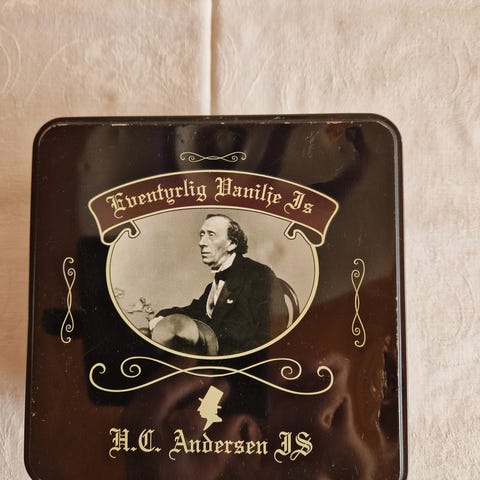 Eventyrlig Vanilje Is
H.C. Andersen IS